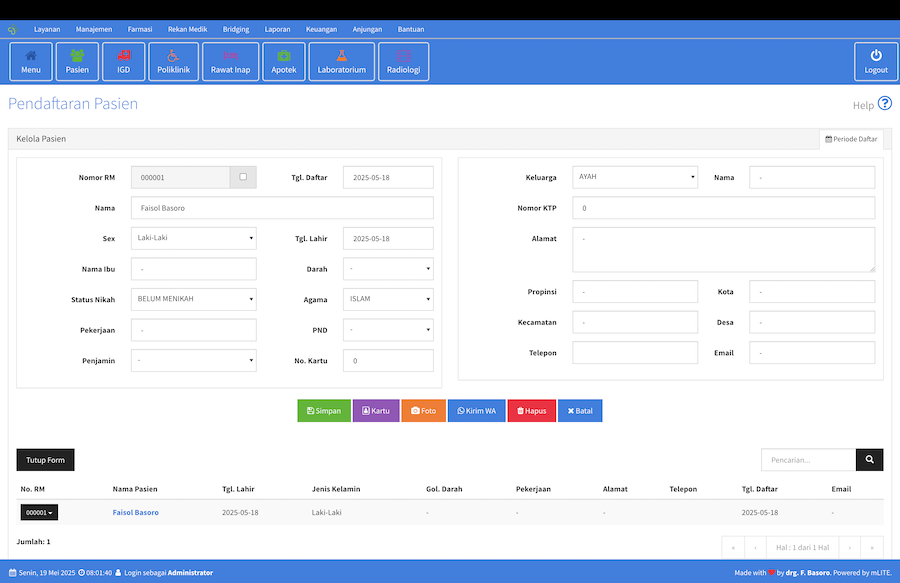 Layanan Manajemen Farmasi Rekan Medik Bridging Laporan Keuangan Anjungan Bantuan
Menu Pasien IGD Poliklinik Rawat Inap Apotek Laboratorium Radiologi Logout
Pendaftaran Pasien Help
Kelola Pasien Periode Daftar
Nomor RM 000001 Tgl. Daftar 2025-05-18
Nama Faisol Basoro
Sex Laki-Laki Tgl. Lahir 2025-05-18
Nama Ibu - Darah -
Status Nikah BELUM MENIKAH Agama ISLAM
Pekerjaan - PND -
Penjamin - No. Kartu 0
Keluarga AYAH Nama -
Nomor KTP 0
Alamat -
Propinsi - Kota -
Kecamatan - Desa -
Telepon Email -
Simpan Kartu Foto Kirim WA Hapus Batal
Tutup Form Pencarian...
No. RM Nama Pasien Tgl. Lahir Jenis Kelamin Gol. Darah Pekerjaan Alamat Telepon Tgl. Daftar Email
000001 Faisol Basoro 2025-05-18 Laki-Laki - - - 2025-05-18 -
Jumlah: 1
« ‹ Hal : 1 dari 1 Hal › »
Senin, 19 Mei 2025 08:01:40 Login sebagai Administrator Made with by drg. F. Basoro. Powered by mLITE.